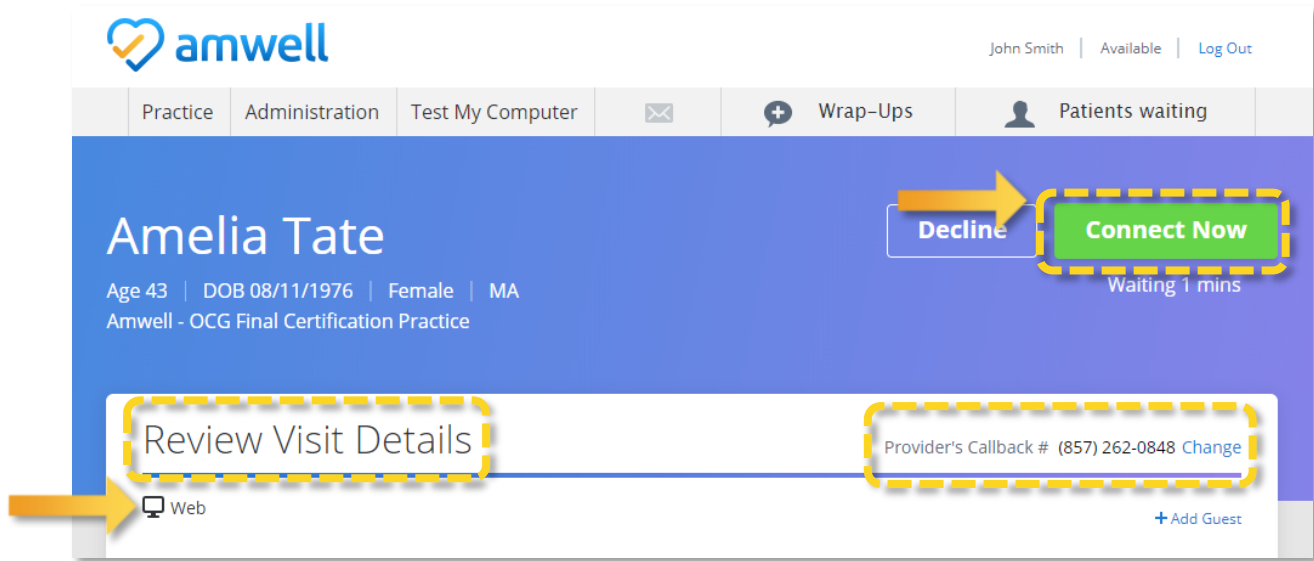 amwell
John Smith | Available | Log Out
Practice Administration Test My Computer Wrap-Ups Patients waiting
Amelia Tate
Decline Connect Now
Waiting 1 mins
Age 43 | DOB 08/11/1976 | Female | MA
Amwell - OCG Final Certification Practice
Review Visit Details
Provider's Callback # (857) 262-0848 Change
Web
+ Add Guest